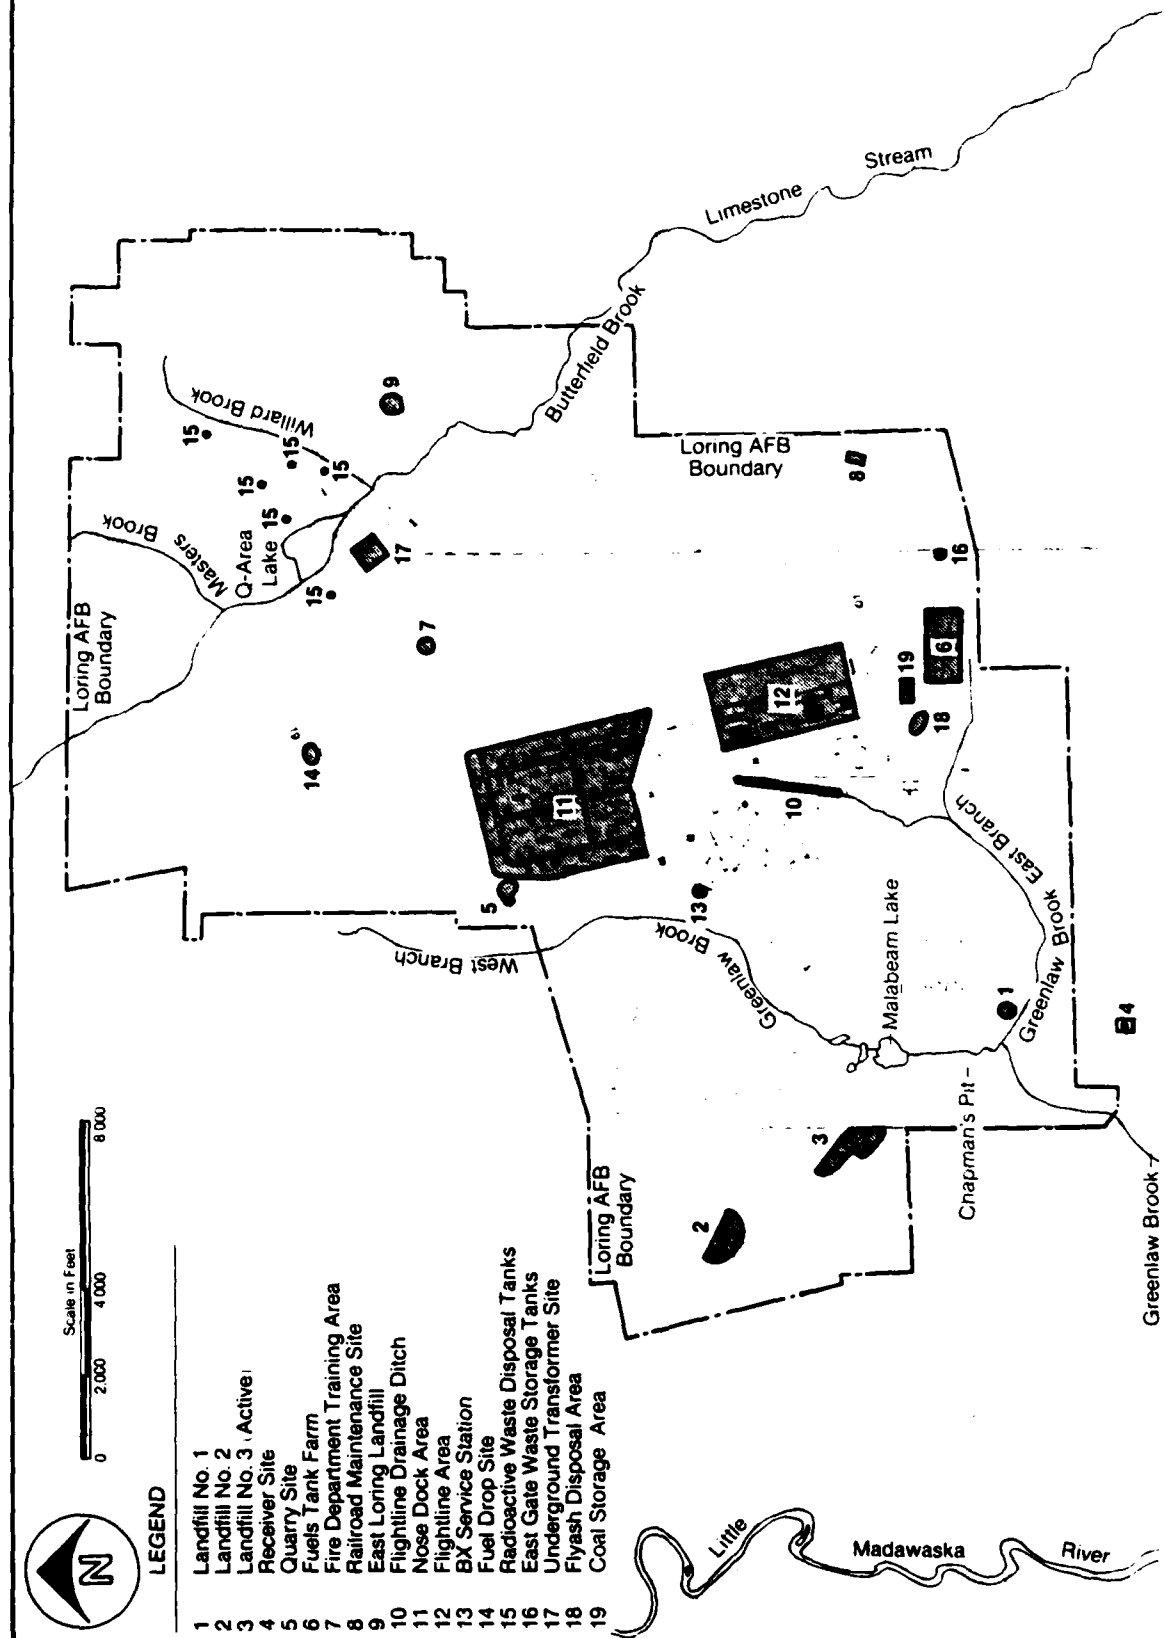 N
Scale in Feet
0 2,000 4 000 8 000
LEGEND
1 Landfill No. 1
2 Landfill No. 2
3 Landfill No. 3 (Active)
4 Receiver Site
5 Quarry Site
6 Fuels Tank Farm
7 Fire Department Training Area
8 Railroad Maintenance Site
9 East Loring Landfill
10 Flightline Drainage Ditch
11 Nose Dock Area
12 Flightline Area
13 BX Service Station
14 Fuel Drop Site
15 Radioactive Waste Disposal Tanks
16 East Gate Waste Storage Tanks
17 Underground Transformer Site
18 Flyash Disposal Area
19 Coal Storage Area
Little
Madawaska
River
Loring AFB
Boundary
2
3
Chapman's Pit
Greenlaw Brook
4
1
Malabeam Lake
Greenlaw
Brook
West Branch
Greenlaw Brook
East Branch
13
5
10
11
14
12
18
19
6
7
16
17
Loring AFB
Boundary
Masters
Brook
Q-Area
Lake
15
15
15
15
15
15
Willard Brook
9
8
Loring AFB
Boundary
Butterfield Brook
Limestone
Stream